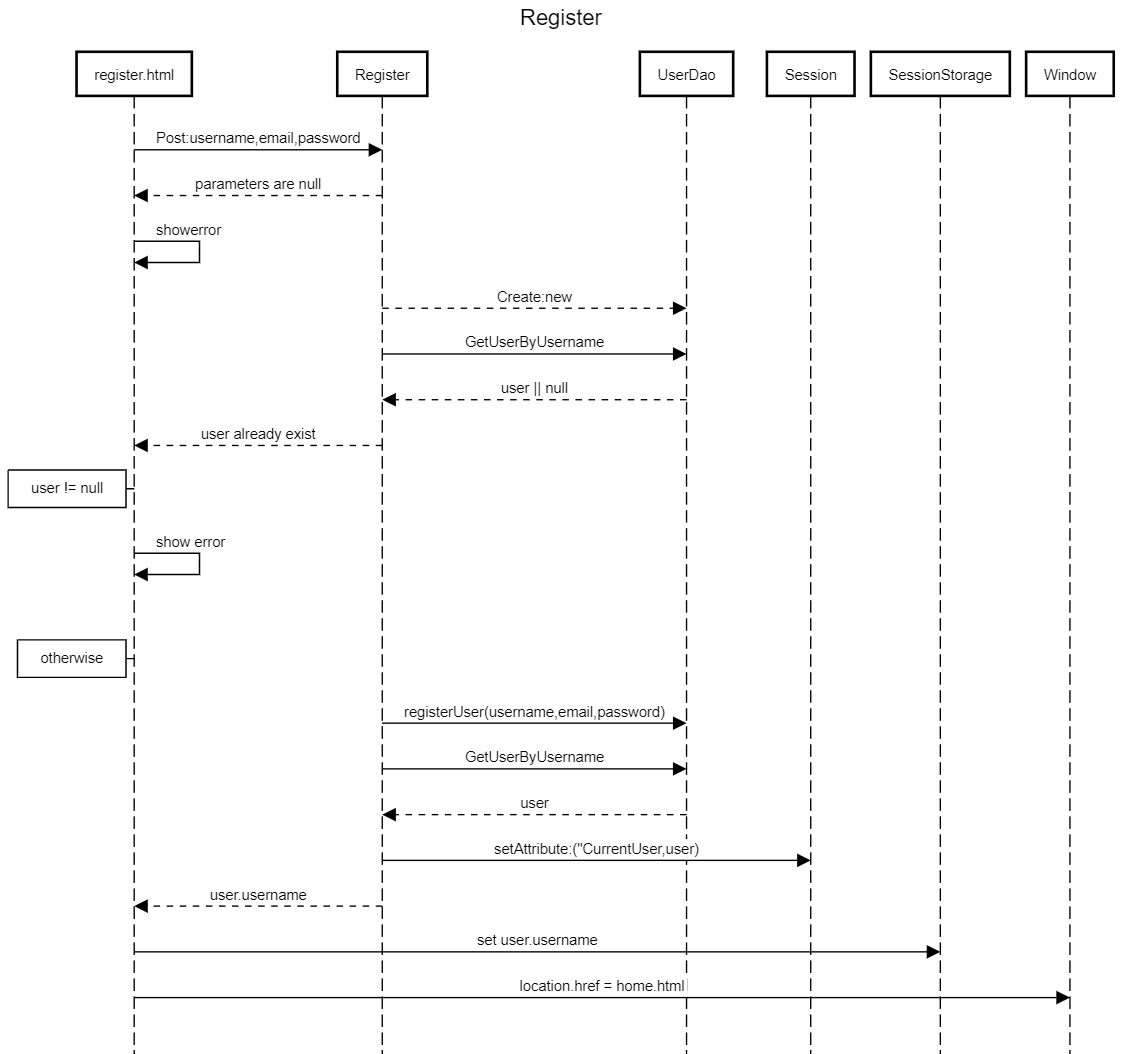 Register
register.html
Register
UserDao
Session
SessionStorage
Window
Post:username,email,password
parameters are null
showerror
Create:new
GetUserByUsername
user || null
user already exist
user != null
show error
otherwise
registerUser(username,email,password)
GetUserByUsername
user
setAttribute:("CurrentUser,user)
user.username
set user.username
location.href = home.html